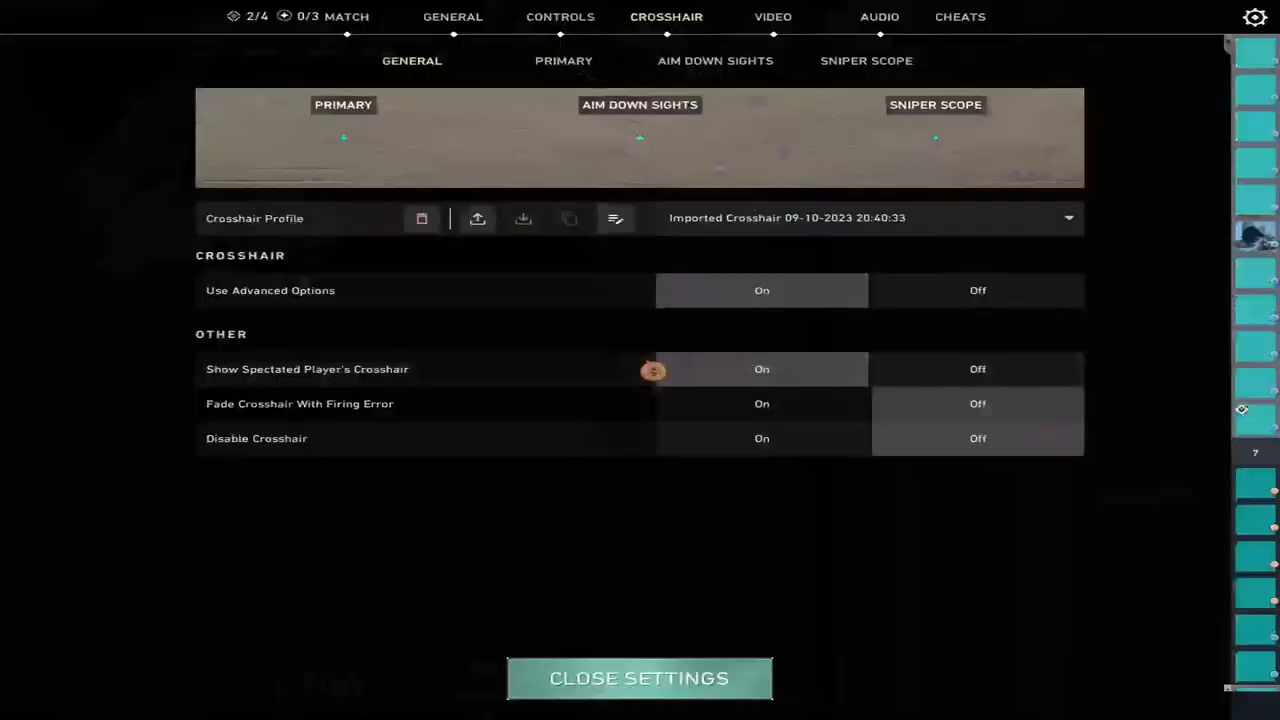 2/4 0/3 MATCH GENERAL CONTROLS CROSSHAIR VIDEO AUDIO CHEATS
GENERAL PRIMARY AIM DOWN SIGHTS SNIPER SCOPE
PRIMARY AIM DOWN SIGHTS SNIPER SCOPE
Crosshair Profile Imported Crosshair 09-10-2023 20:40:33
CROSSHAIR
Use Advanced Options On Off
OTHER
Show Spectated Player's Crosshair On Off
Fade Crosshair With Firing Error On Off
Disable Crosshair On Off
7
CLOSE SETTINGS